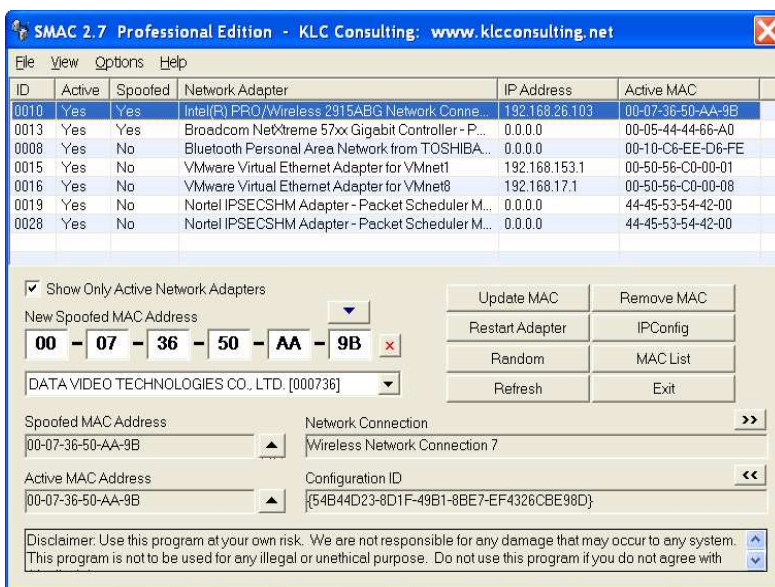 SMAC 2.7 Professional Edition - KLC Consulting: www.klcconsulting.net
File View Options Help
ID Active Spoofed Network Adapter IP Address Active MAC
0010 Yes Yes Intel(R) PRO/Wireless 2915ABG Network Conne... 192.168.26.103 00-07-36-50-AA-9B
0013 Yes Yes Broadcom NetXtreme 57xx Gigabit Controller - P... 0.0.0.0 00-05-44-44-66-A0
0008 Yes No Bluetooth Personal Area Network from TOSHIBA... 0.0.0.0 00-10-C6-EE-D6-FE
0015 Yes No VMware Virtual Ethernet Adapter for VMnet1 192.168.153.1 00-50-56-C0-00-01
0016 Yes No VMware Virtual Ethernet Adapter for VMnet8 192.168.17.1 00-50-56-C0-00-08
0019 Yes No Nortel IPSECSHM Adapter - Packet Scheduler M... 0.0.0.0 44-45-53-54-42-00
0028 Yes No Nortel IPSECSHM Adapter - Packet Scheduler M... 0.0.0.0 44-45-53-54-42-00
Show Only Active Network Adapters
New Spoofed MAC Address
00 - 07 - 36 - 50 - AA - 9B x
DATA VIDEO TECHNOLOGIES CO., LTD. [000736]
Update MAC Remove MAC
Restart Adapter IPConfig
Random MAC List
Refresh Exit
Spoofed MAC Address
00-07-36-50-AA-9B
Network Connection >>
Wireless Network Connection 7
Active MAC Address
00-07-36-50-AA-9B
Configuration ID <<
{54B44D23-8D1F-49B1-8BE7-EF4326CBE98D}
Disclaimer: Use this program at your own risk. We are not responsible for any damage that may occur to any system.
This program is not to be used for any illegal or unethical purpose. Do not use this program if you do not agree with